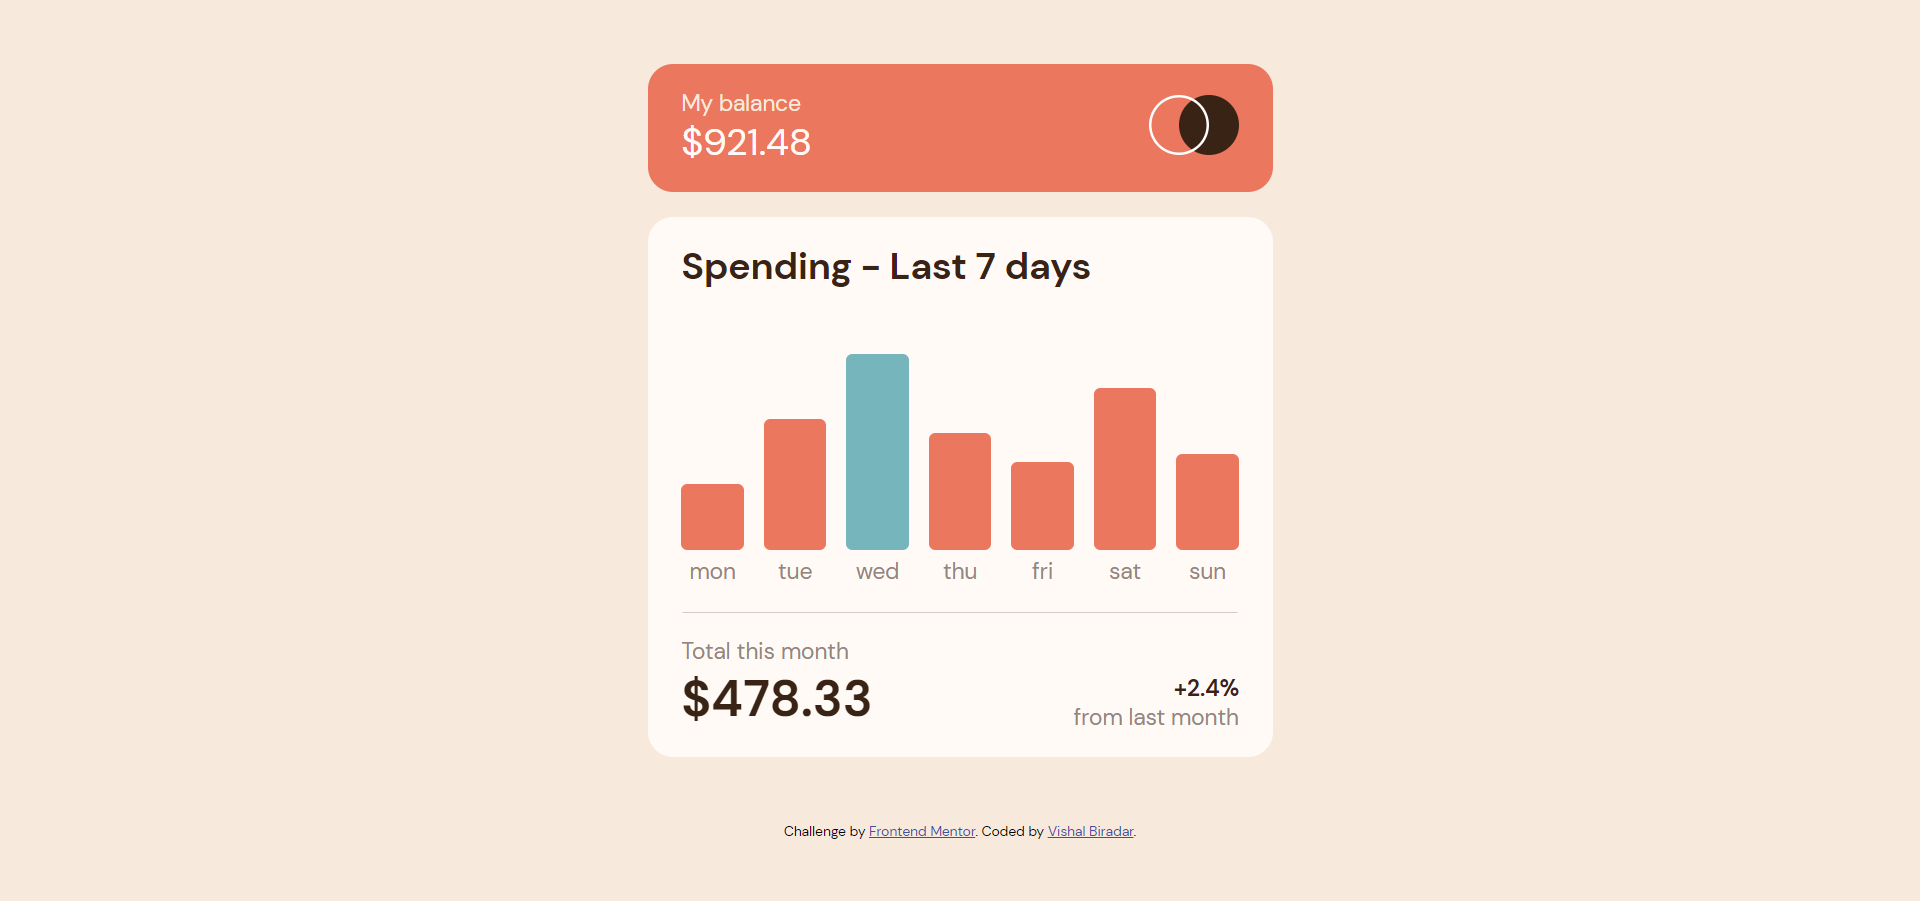 My balance
$921.48
Spending - Last 7 days
mon tue wed thu fri sat sun
Total this month
$478.33
+2.4%
from last month
Challenge by Frontend Mentor. Coded by Vishal Biradar.